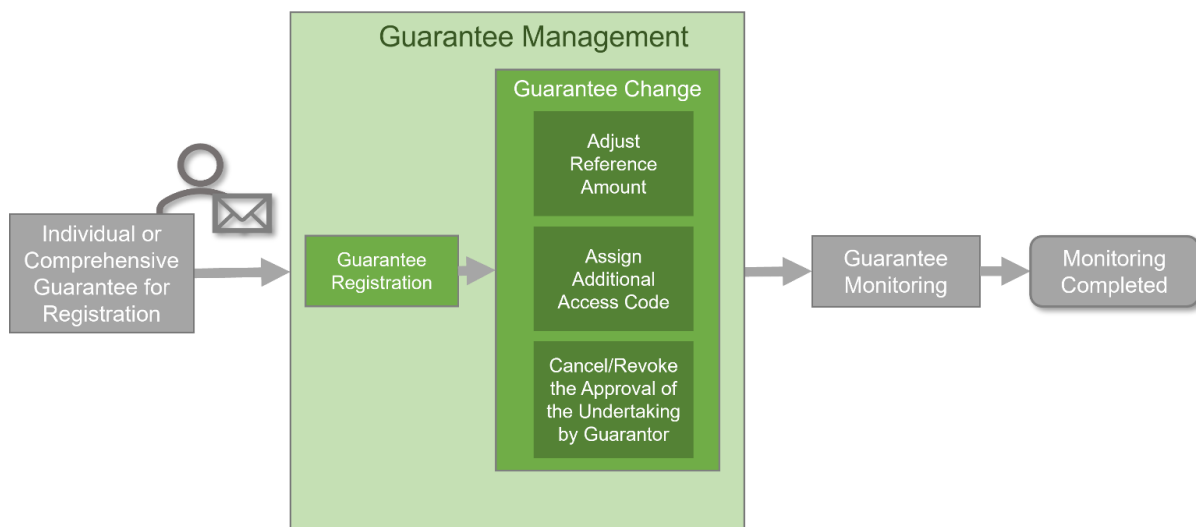 Guarantee Management
Guarantee Change
Adjust
Reference
Amount
Individual or
Comprehensive
Guarantee for
Registration
Guarantee
Registration
Assign
Additional
Access Code
Guarantee
Monitoring
Monitoring
Completed
Cancel/Revoke
the Approval of
the Undertaking
by Guarantor